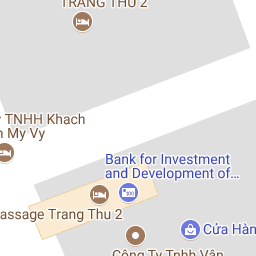 TRANG THU 2
TNHH Khach
My Vy
Bank for Investment
and Development of...
assage Trang Thu 2
Cửa Hàn
Công Ty Tnhh Vân